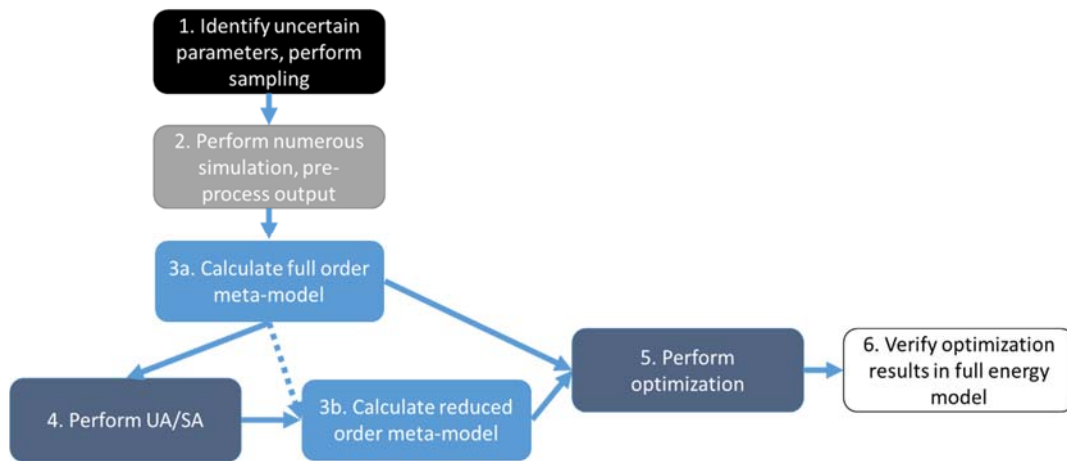 1. Identify uncertain
parameters, perform
sampling
2. Perform numerous
simulation, pre-
process output
3a. Calculate full order
meta-model
4. Perform UA/SA
3b. Calculate reduced
order meta-model
5. Perform
optimization
6. Verify optimization
results in full energy
model